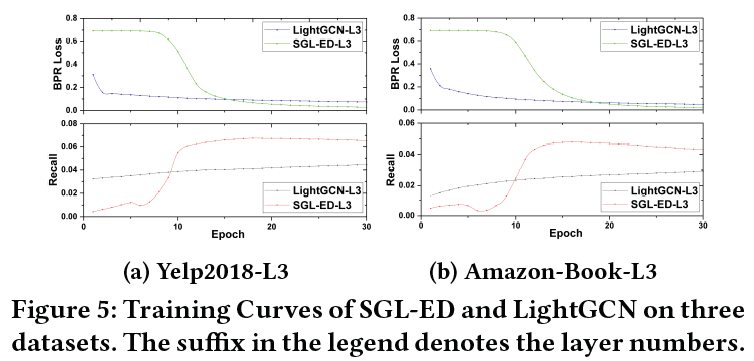 0.8
0.6
0.4
0.2
0.0
BPR Loss
LightGCN-L3
SGL-ED-L3
0.08
0.06
0.04
0.02
0.00
Recall
LightGCN-L3
SGL-ED-L3
0 10 20 30
Epoch
(a) Yelp2018-L3
0.8
0.6
0.4
0.2
0.0
BPR Loss
LightGCN-L3
SGL-ED-L3
0.06
0.04
0.02
0.00
Recall
LightGCN-L3
SGL-ED-L3
0 10 20 30
Epoch
(b) Amazon-Book-L3
Figure 5: Training Curves of SGL-ED and LightGCN on three
datasets. The suffix in the legend denotes the layer numbers.